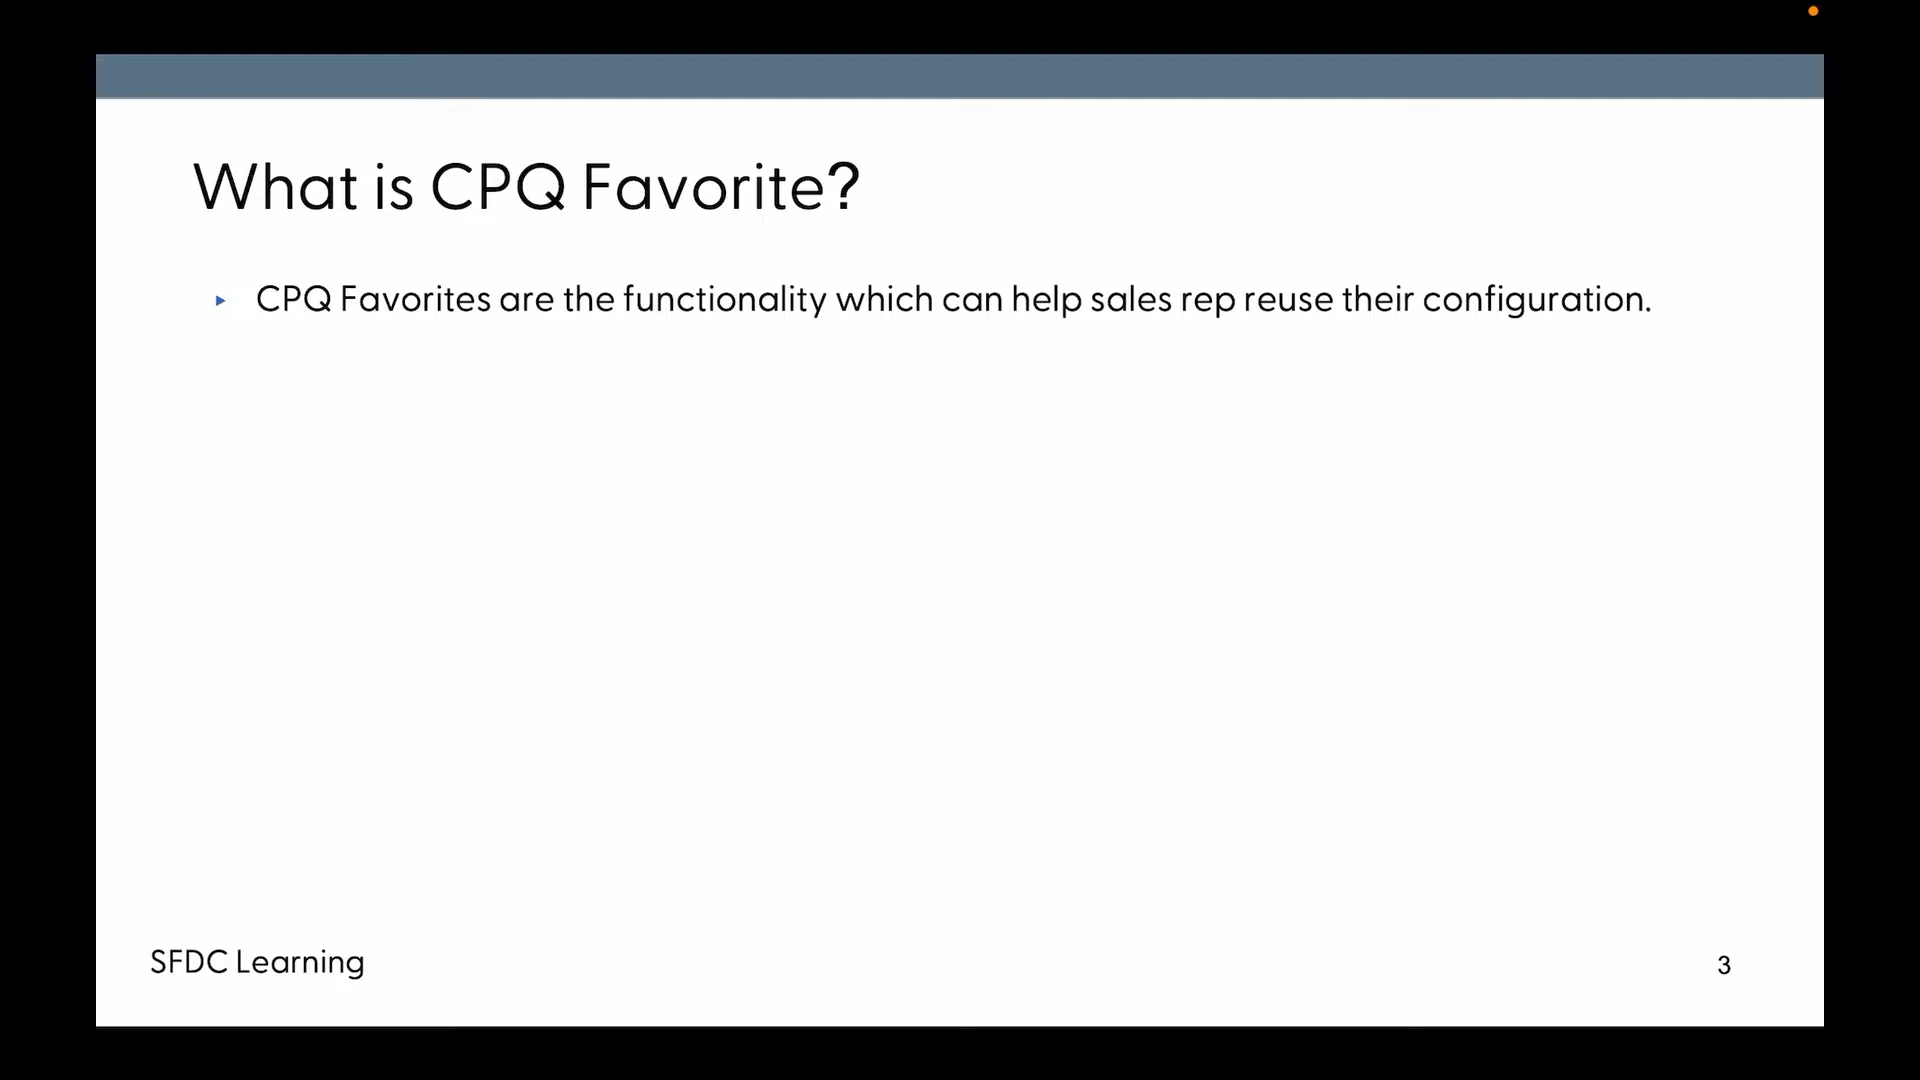 What is CPQ Favorite?
CPQ Favorites are the functionality which can help sales rep reuse their configuration.
SFDC Learning
3